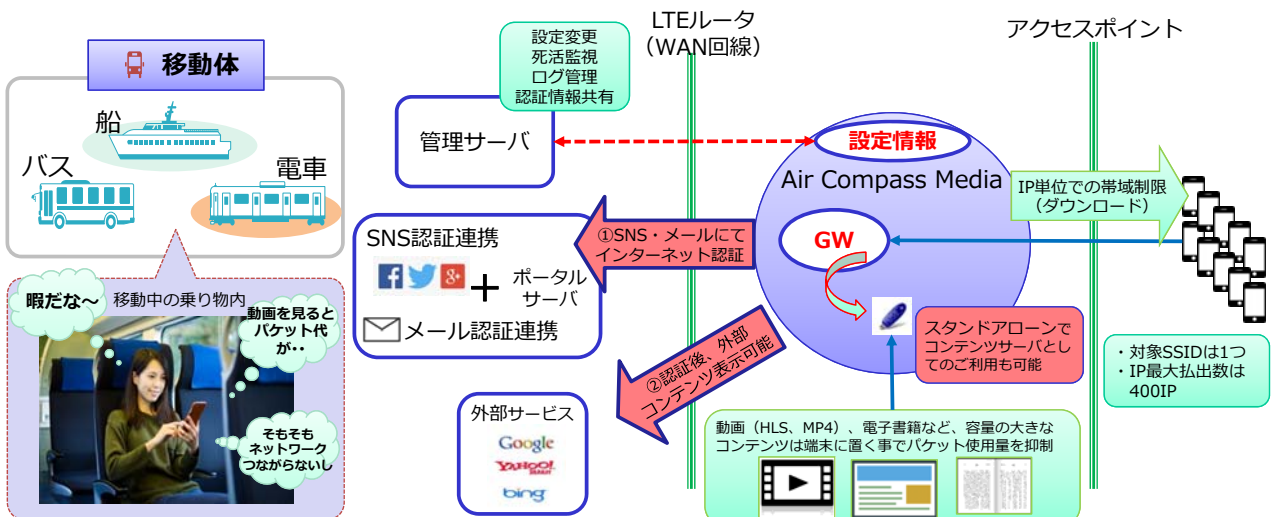 移動体
船
バス
電車
移動中の乗り物内
暇だな～
動画を見ると
パケット代
が・・
そもそも
ネットワーク
つながらないし
設定変更
死活監視
ログ管理
認証情報共有
管理サーバ
LTEルータ
（WAN回線）
アクセスポイント
設定情報
Air Compass Media
GW
IP単位での帯域制限
（ダウンロード）
SNS認証連携
f
8+
＋
ポータル
サーバ
メール認証連携
①SNS・メールにて
インターネット認証
②認証後、外部
コンテンツ表示可能
スタンドアローンで
コンテンツサーバとし
てのご利用も可能
・対象SSIDは1つ
・IP最大払出数は
400IP
外部サービス
Google
YAHOO!
JAPAN
bing
動画（HLS、MP4）、電子書籍など、容量の大きな
コンテンツは端末に置く事でパケット使用量を抑制